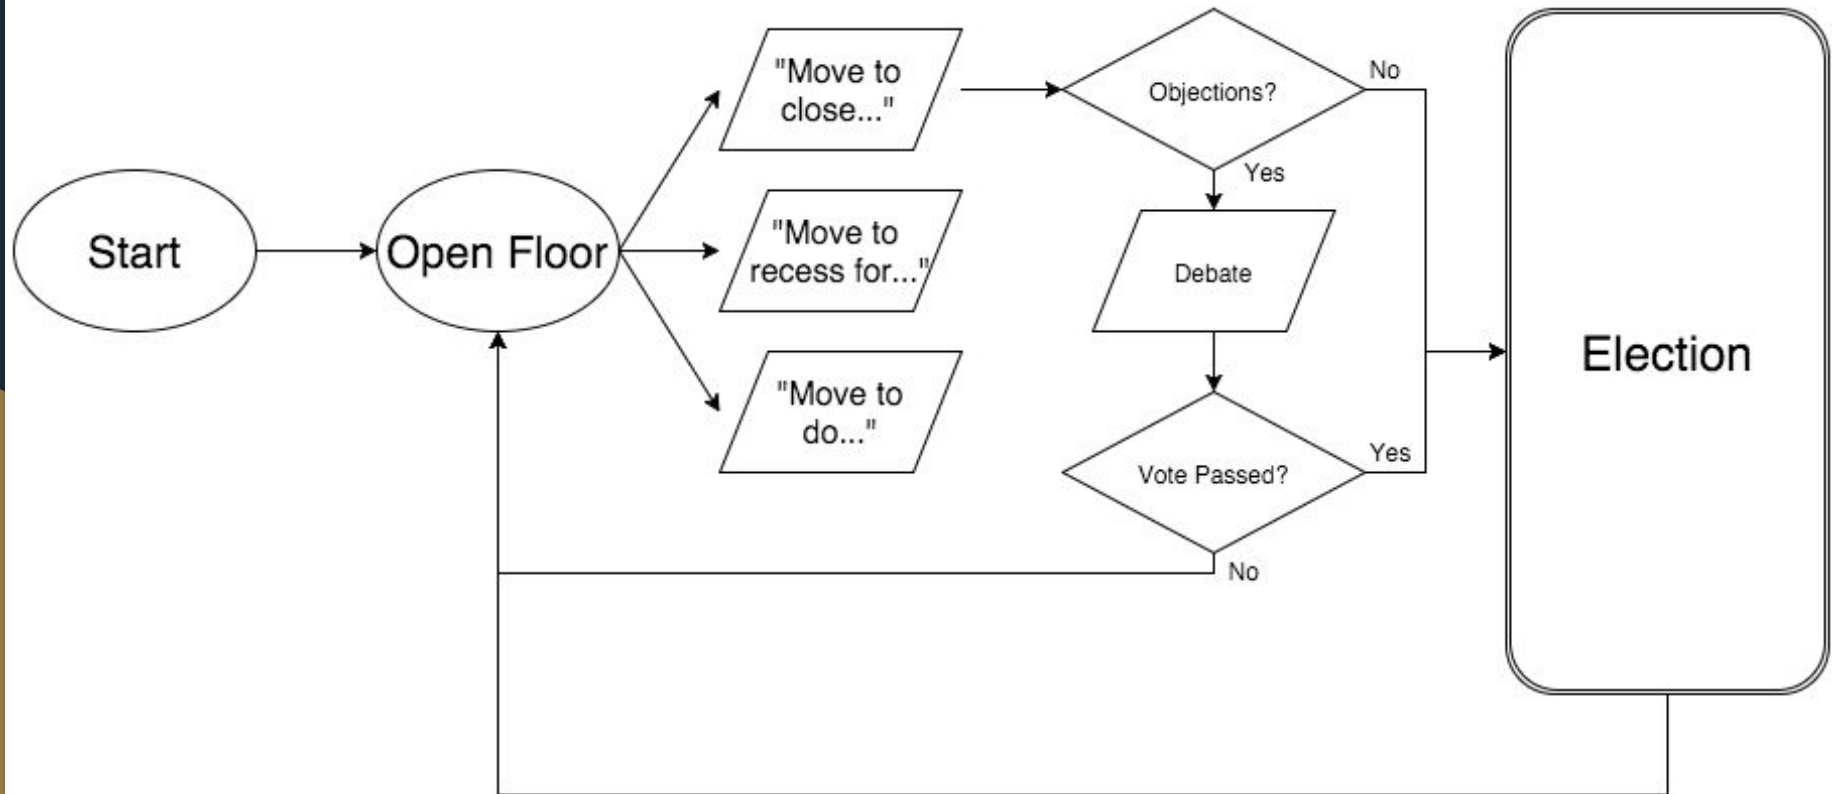 Start
Open Floor
"Move to
close..."
"Move to
recess for..."
"Move to
do..."
Objections?
No
Yes
Debate
Vote Passed?
Yes
No
Election